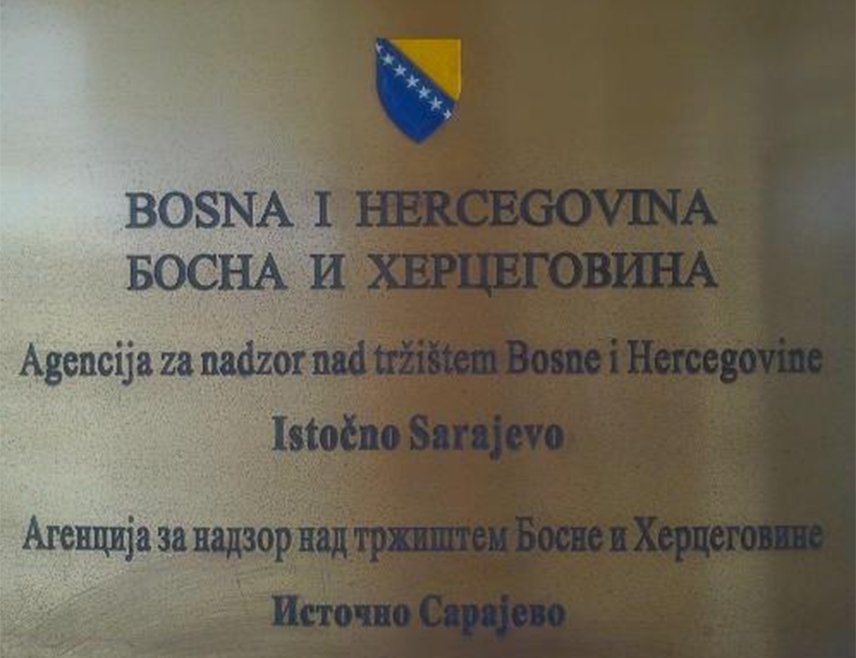 BOSNA I HERCEGOVINA
БОСНА И ХЕРЦЕГОВИНА
Agencija za nadzor nad tržištem Bosne i Hercegovine
Istočno Sarajevo
Агенција за надзор над тржиштем Босне и Херцеговине
Источно Сарајево